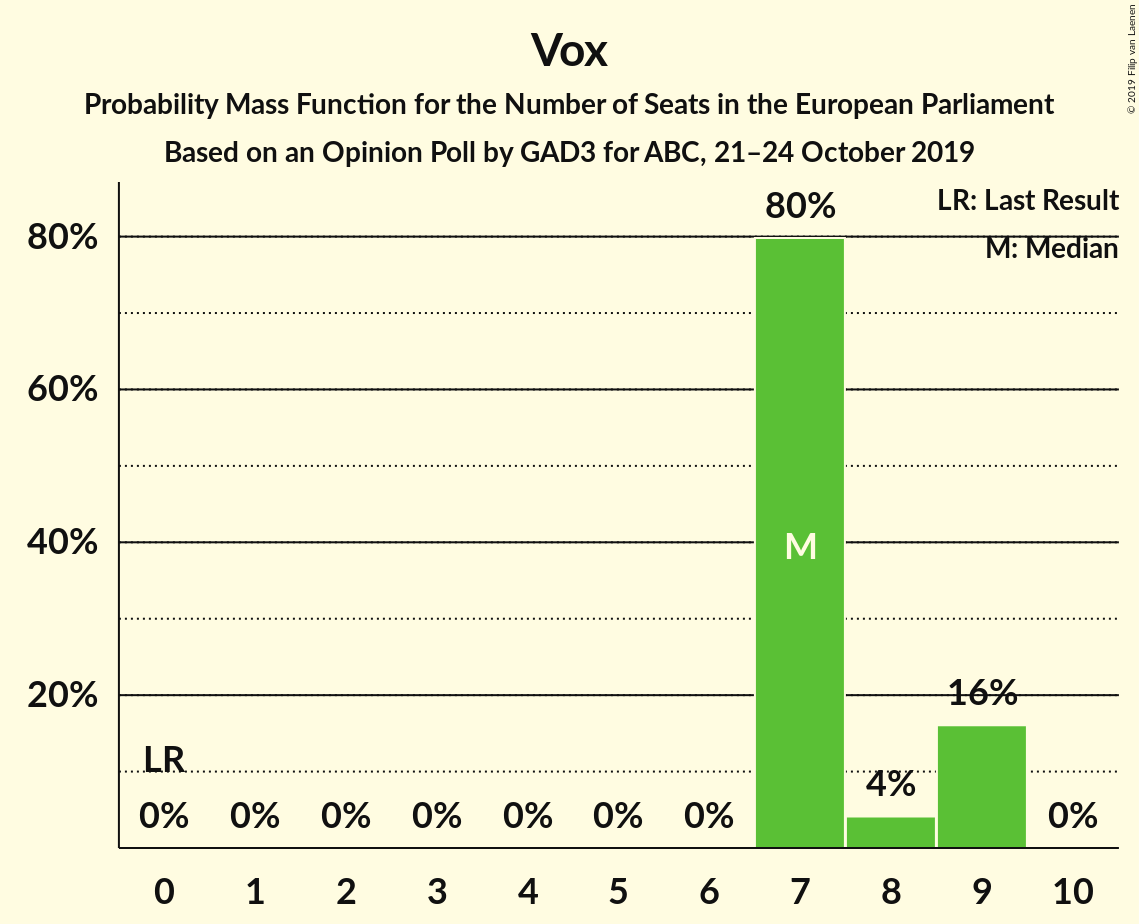 Vox
Probability Mass Function for the Number of Seats in the European Parliament
Based on an Opinion Poll by GAD3 for ABC, 21–24 October 2019
© 2019 Filip van Laenen
LR: Last Result
M: Median
80%
60%
40%
20%
LR
0%
0%
0%
0%
0%
0%
0%
80%
M
4%
16%
0%
0 1 2 3 4 5 6 7 8 9 10